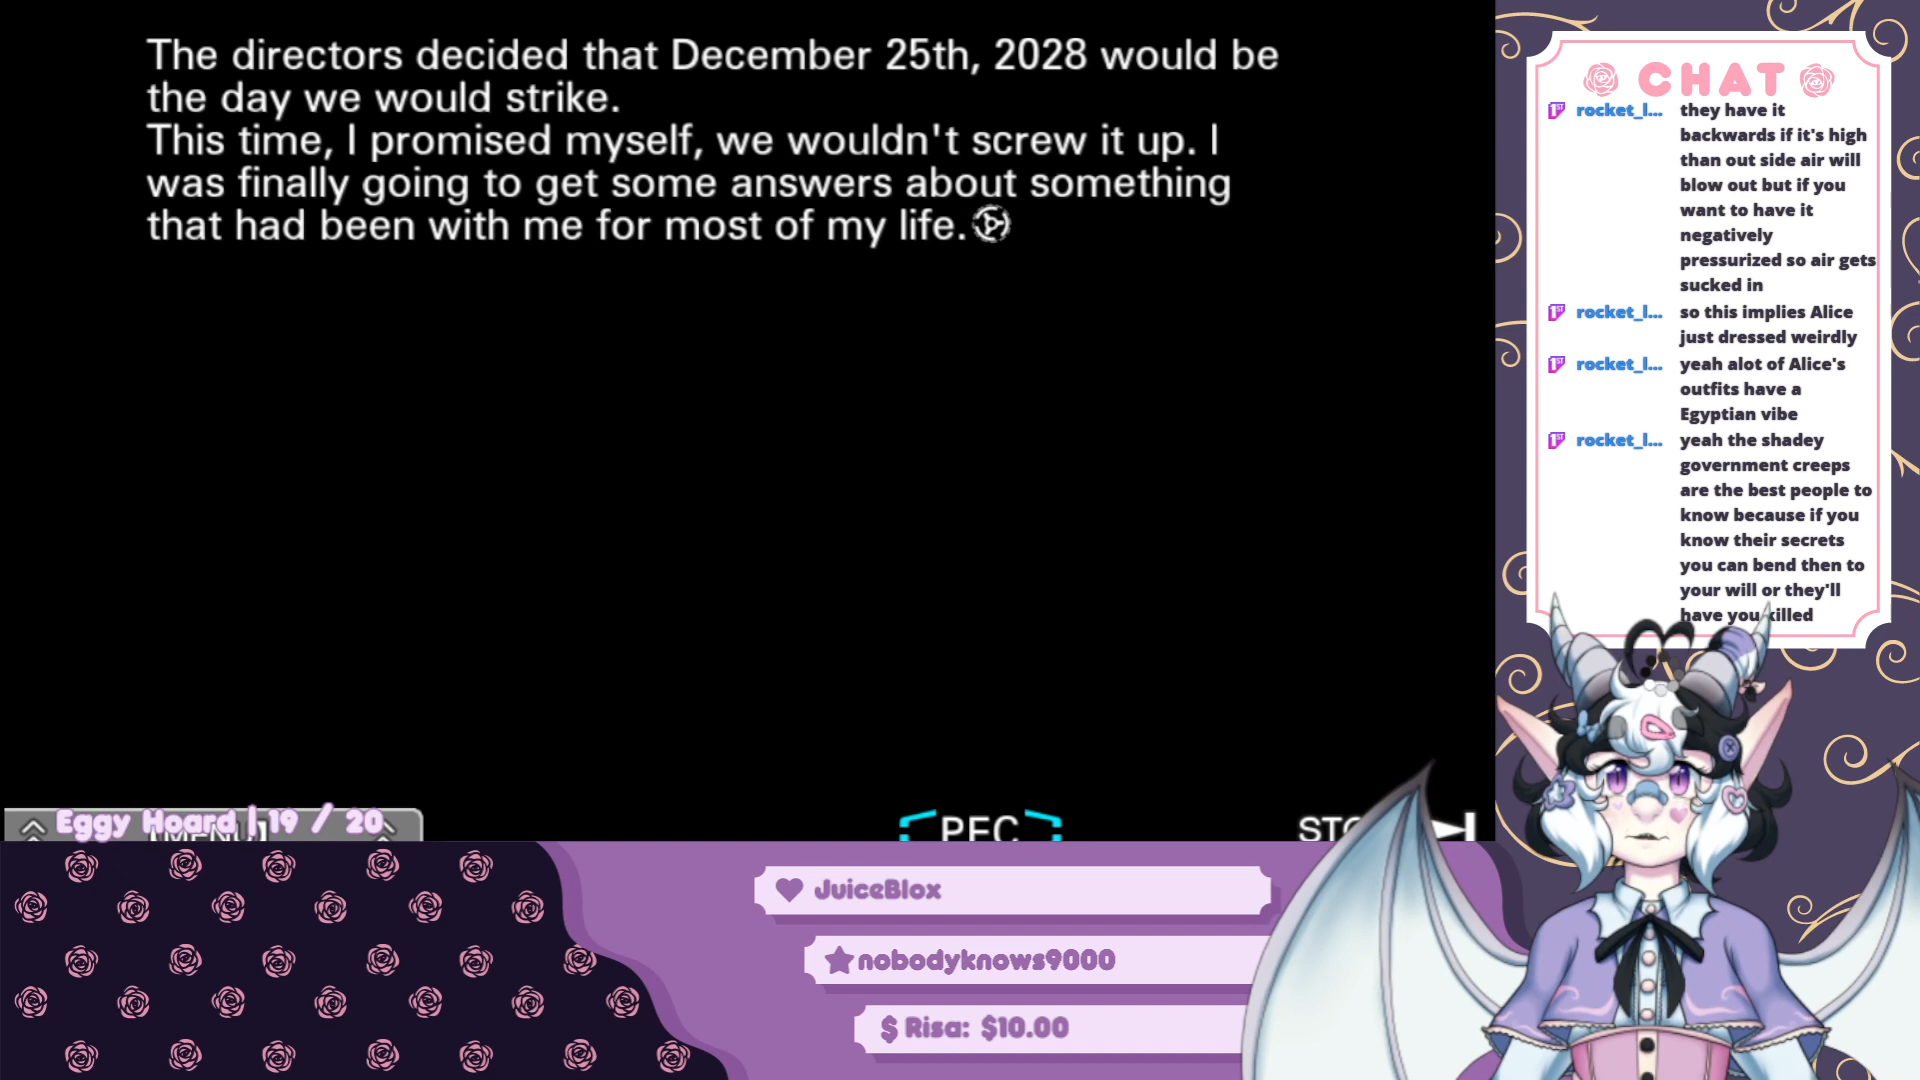 The directors decided that December 25th, 2028 would be
the day we would strike.
This time, I promised myself, we wouldn't screw it up. I
was finally going to get some answers about something
that had been with me for most of my life.
CHAT
rocket_l... they have it
backwards if it's high
than out side air will
blow out but if you
want to have it
negatively
pressurized so air gets
sucked in
rocket_l... so this implies Alice
just dressed weirdly
rocket_l... yeah alot of Alice's
outfits have a
Egyptian vibe
rocket_l... yeah the shadey
government creeps
are the best people to
know because if you
know their secrets
you can bend then to
your will or they'll
have you killed
Eggy Hoard | 19 / 20
[MENU]
JuiceBlox
nobodyknows9000
$ Risa: $10.00